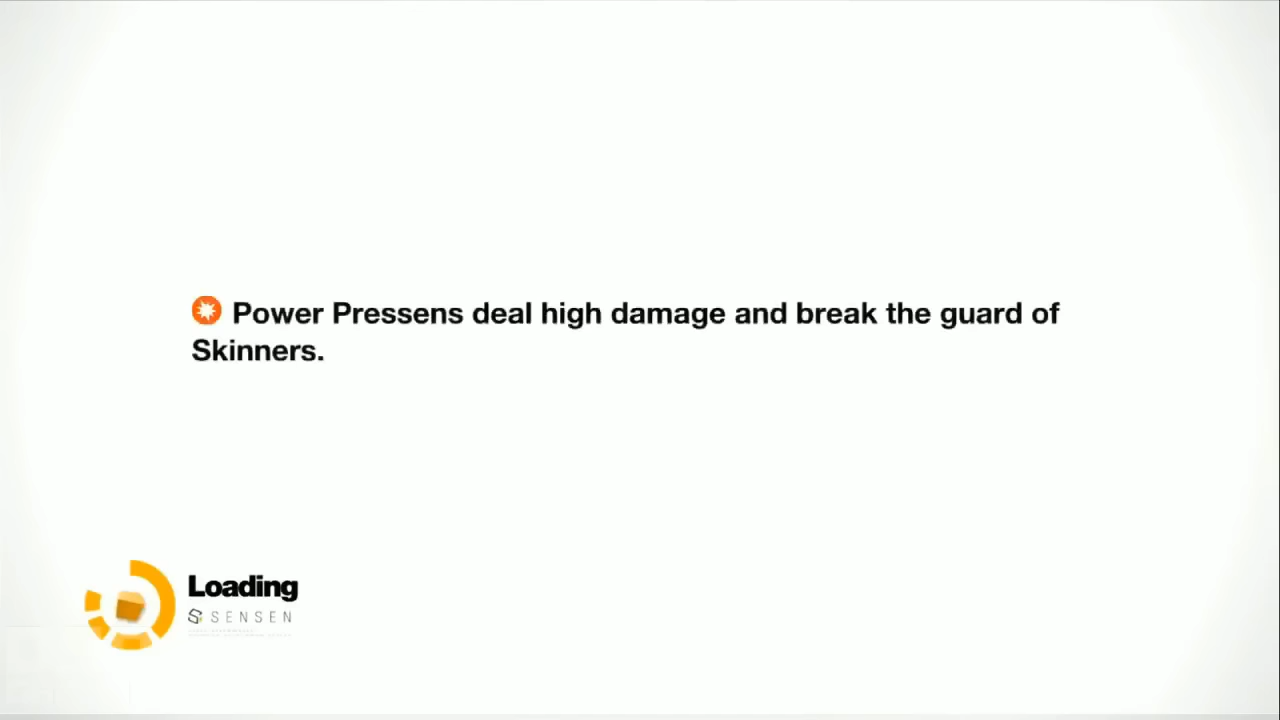 Power Pressens deal high damage and break the guard of
Skinners.
Loading
SENSEN